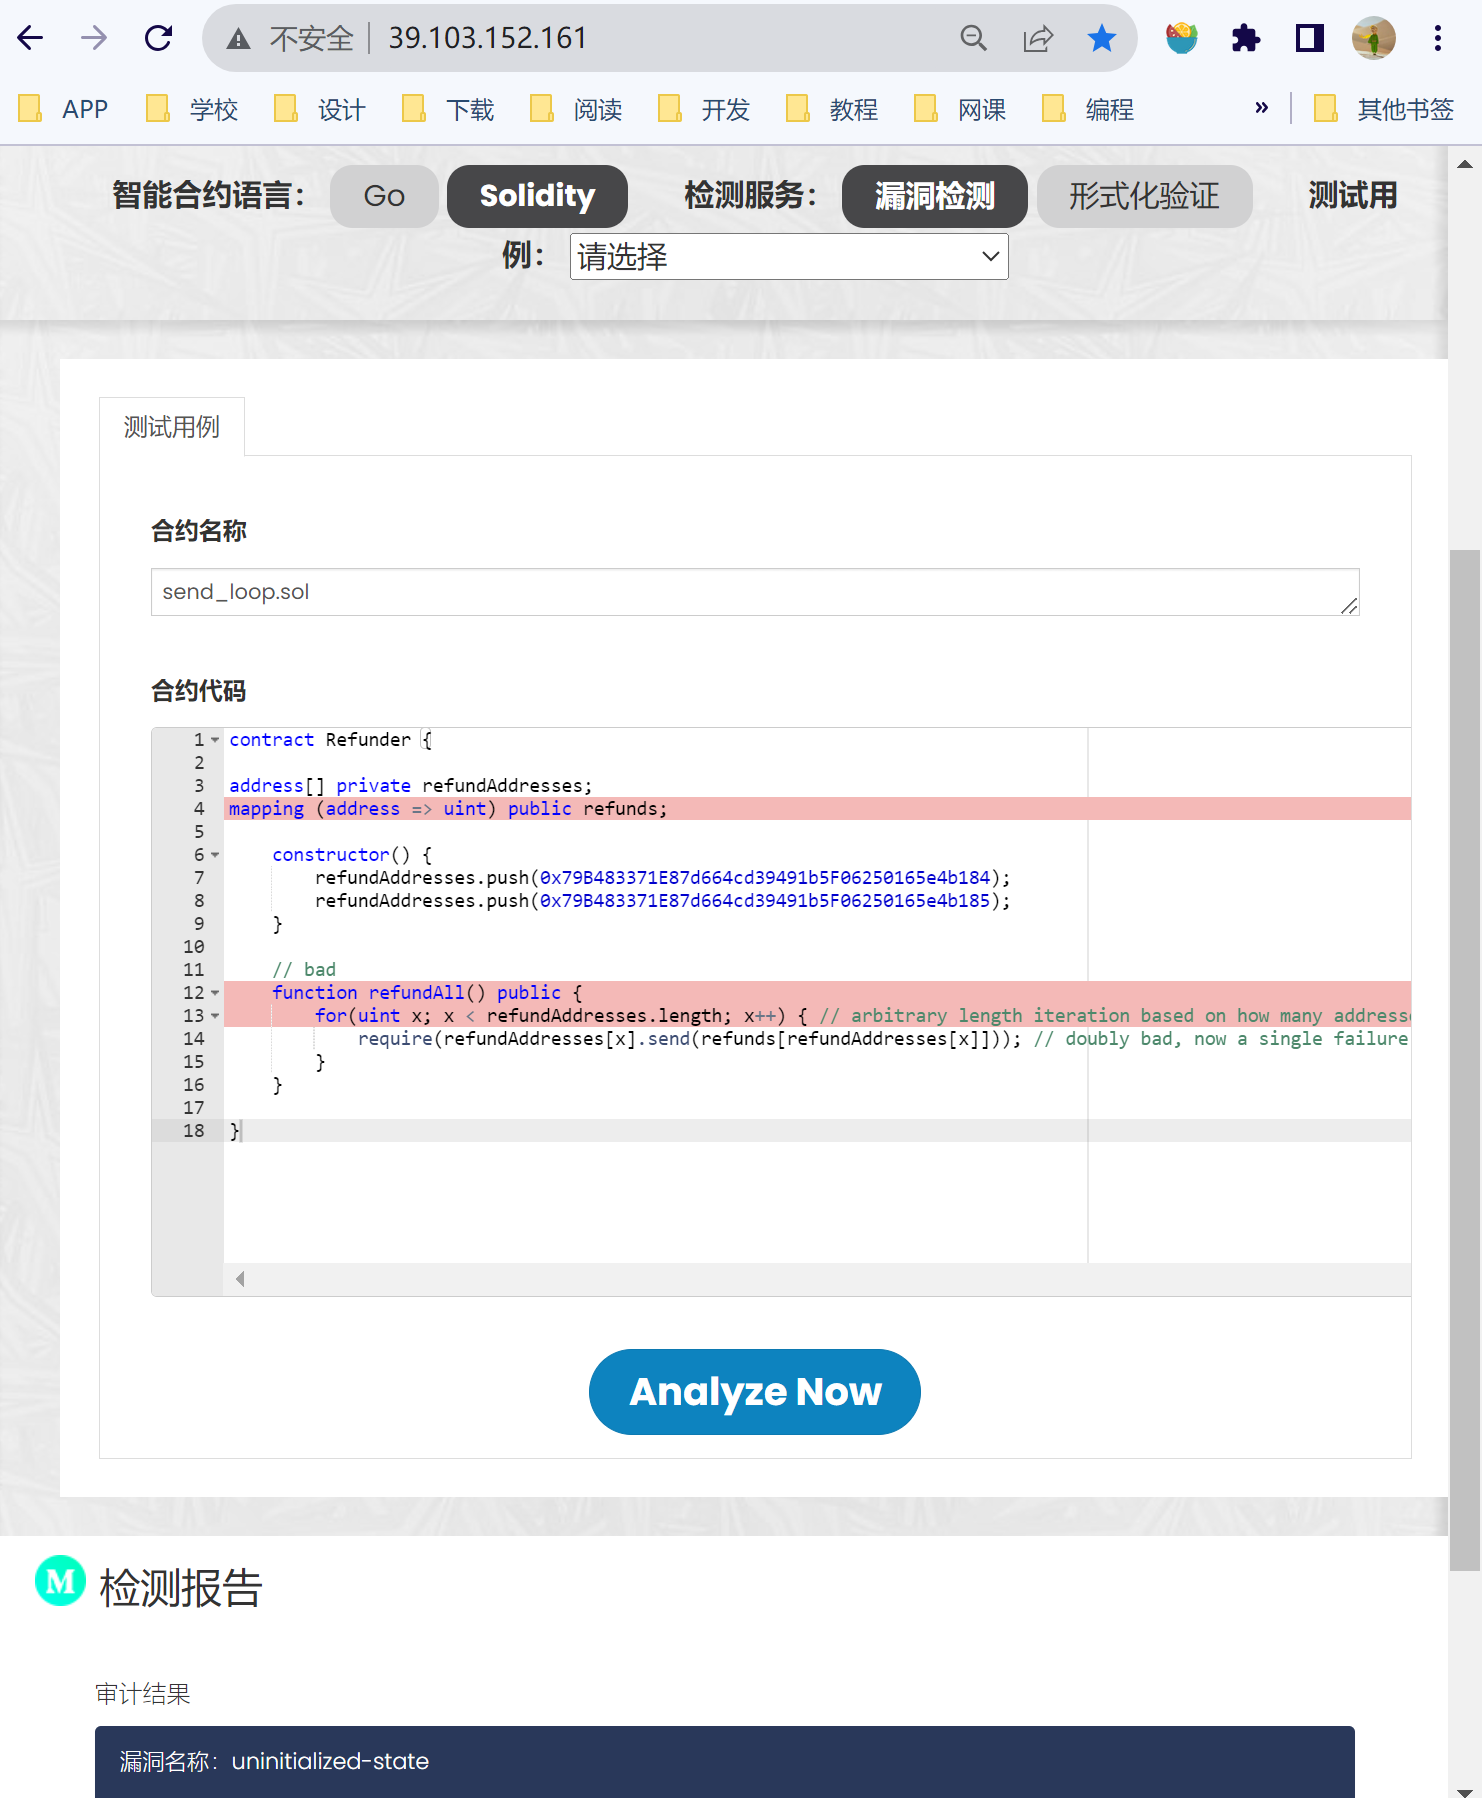 不安全 39.103.152.161
APP 学校 设计 下载 阅读 开发 教程 网课 编程 » 其他书签
智能合约语言： Go Solidity 检测服务： 漏洞检测 形式化验证 测试用
例： 请选择
测试用例
合约名称
send_loop.sol
合约代码
1 contract Refunder {
2
3 address[] private refundAddresses;
4 mapping (address => uint) public refunds;
5
6 constructor() {
7 refundAddresses.push(0x79B483371E87d664cd39491b5F06250165e4b184);
8 refundAddresses.push(0x79B483371E87d664cd39491b5F06250165e4b185);
9 }
10
11 // bad
12 function refundAll() public {
13 for(uint x; x < refundAddresses.length; x++) { // arbitrary length iteration based on how many addresse
14 require(refundAddresses[x].send(refunds[refundAddresses[x]])); // doubly bad, now a single failure
15 }
16 }
17
18 }
Analyze Now
M 检测报告
审计结果
漏洞名称：uninitialized-state